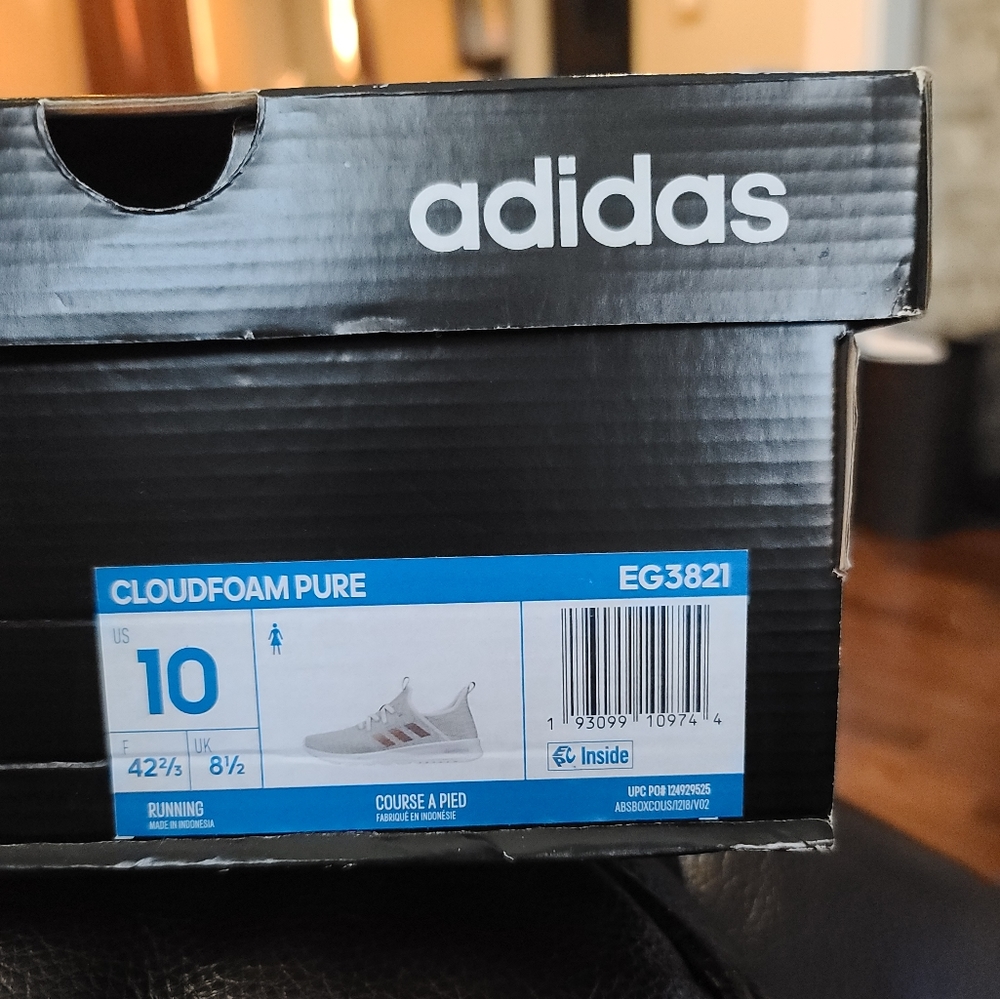 adidas
CLOUDFOAM PURE
EG3821
US
10
F
42⅔
UK
8½
1 93099 10974 4
EPC Inside
RUNNING
MADE IN INDONESIA
COURSE A PIED
FABRIQUÉ EN INDONÉSIE
UPC PO# 124929525
ABSBOXCOUS/1218/V02